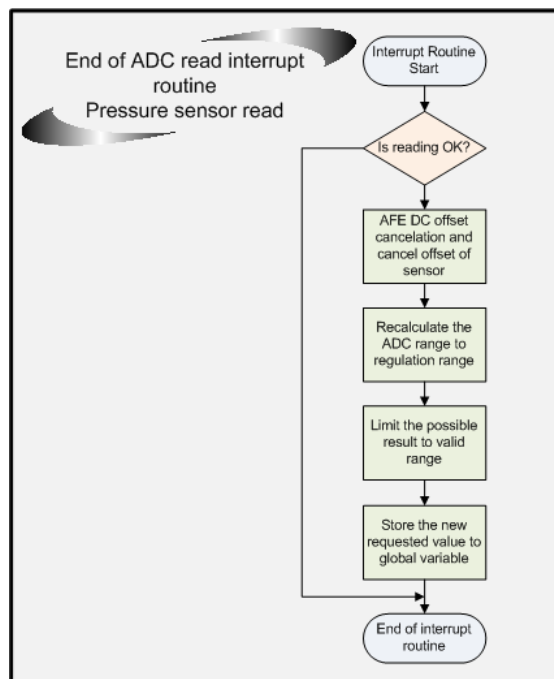 End of ADC read interrupt
routine
Pressure sensor read
Interrupt Routine
Start
Is reading OK?
AFE DC offset
cancelation and
cancel offset of
sensor
Recalculate the
ADC range to
regulation range
Limit the possible
result to valid
range
Store the new
requested value to
global variable
End of interrupt
routine